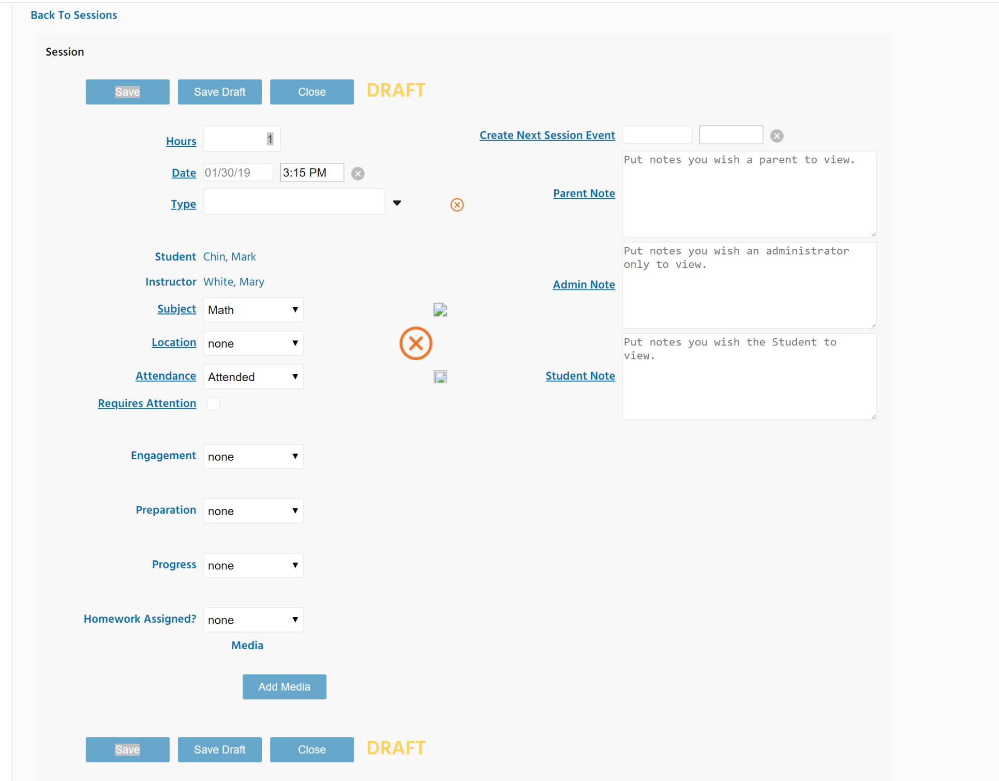 Back To Sessions
Session
Save Save Draft Close DRAFT
Hours 1
Date 01/30/19 3:15 PM
Type
Student Chin, Mark
Instructor White, Mary
Subject Math
Location none
Attendance Attended
Requires Attention
Engagement none
Preparation none
Progress none
Homework Assigned? none
Media
Add Media
Create Next Session Event
Parent Note
Put notes you wish a parent to view.
Admin Note
Put notes you wish an administrator
only to view.
Student Note
Put notes you wish the Student to
view.
Save Save Draft Close DRAFT